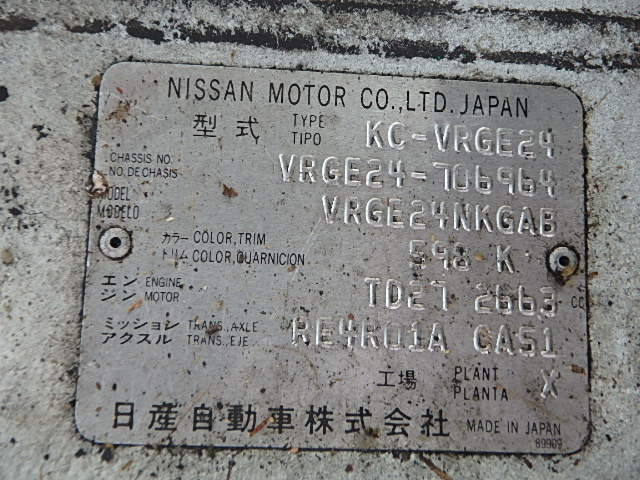 NISSAN MOTOR CO.,LTD. JAPAN
型式 TYPE TIPO KC-VRGE24
CHASSIS NO. NO. DE CHASIS VRGE24-706964
MODEL MODELO VRGE24NKGAB
カラー COLOR,TRIM
トリム COLOR,GUARNICION 598 K
エンジン ENGINE MOTOR TD27 2663 CC
ミッション TRANS.,AXLE
アクスル TRANS.,EJE RE4R01A CA51
工場 PLANT PLANTA X
日産自動車株式会社 MADE IN JAPAN
89909